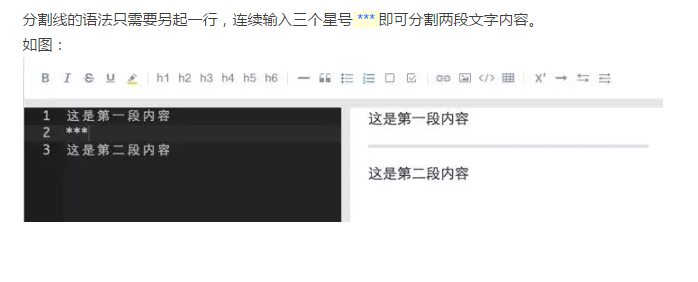 分割线的语法只需要另起一行，连续输入三个星号 *** 即可分割两段文字内容。
如图：
B I S U h1 h2 h3 h4 h5 h6 </> X'
1 这是第一段内容
2 ***
3 这是第二段内容
这是第一段内容
这是第二段内容